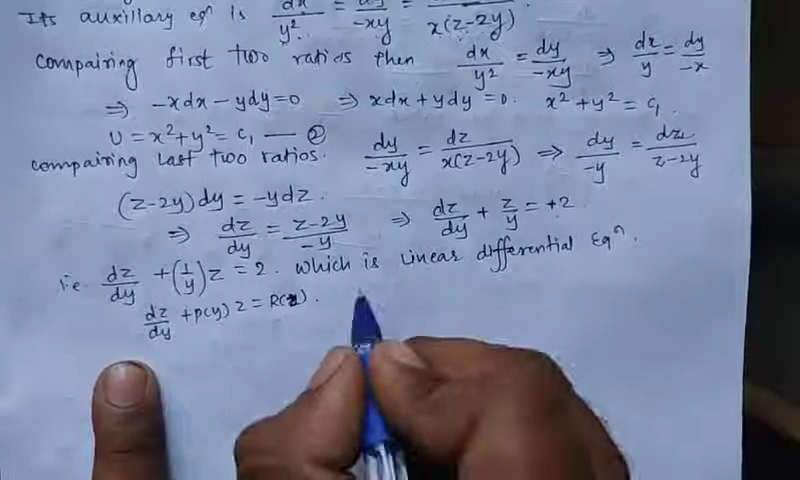 Its auxillary eqn is dx/y² = dy/-xy = /x(z-2y).
compairing first two ratios then dx/y² = dy/-xy ⇒ dx/y = dy/-x
⇒ -xdx - ydy = 0 ⇒ xdx + ydy = 0. x² + y² = c₁.
U = x² + y² = c₁ — ②
compairing last two ratios. dy/-xy = dz/x(z-2y) ⇒ dy/-y = dz/z-2y
(z-2y)dy = -ydz.
⇒ dz/dy = z-2y/-y ⇒ dz/dy + z/y = +2.
i.e. dz/dy + (1/y)z = 2. which is Linear differential Eqn.
dz/dy + p(y) z = R( ).